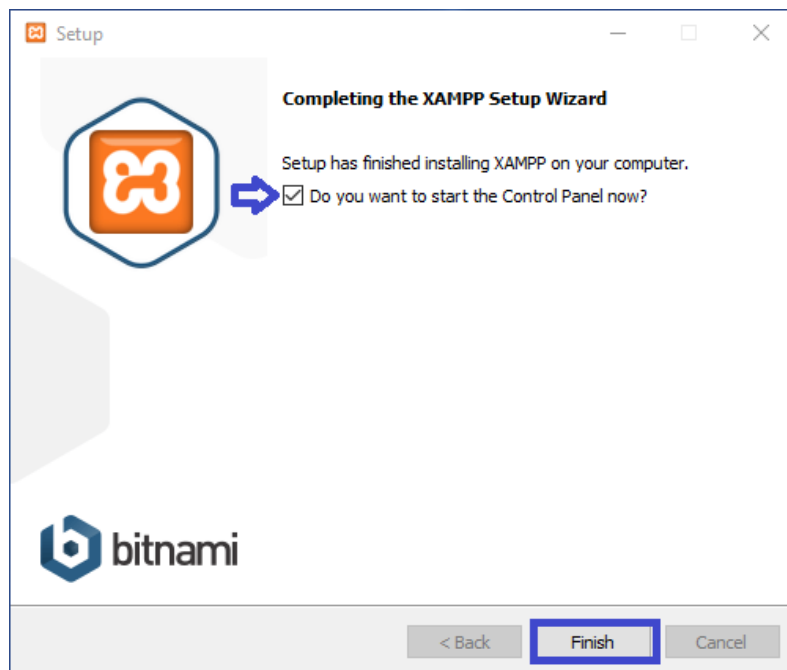 Setup
Completing the XAMPP Setup Wizard
Setup has finished installing XAMPP on your computer.
Do you want to start the Control Panel now?
bitnami
< Back
Finish
Cancel